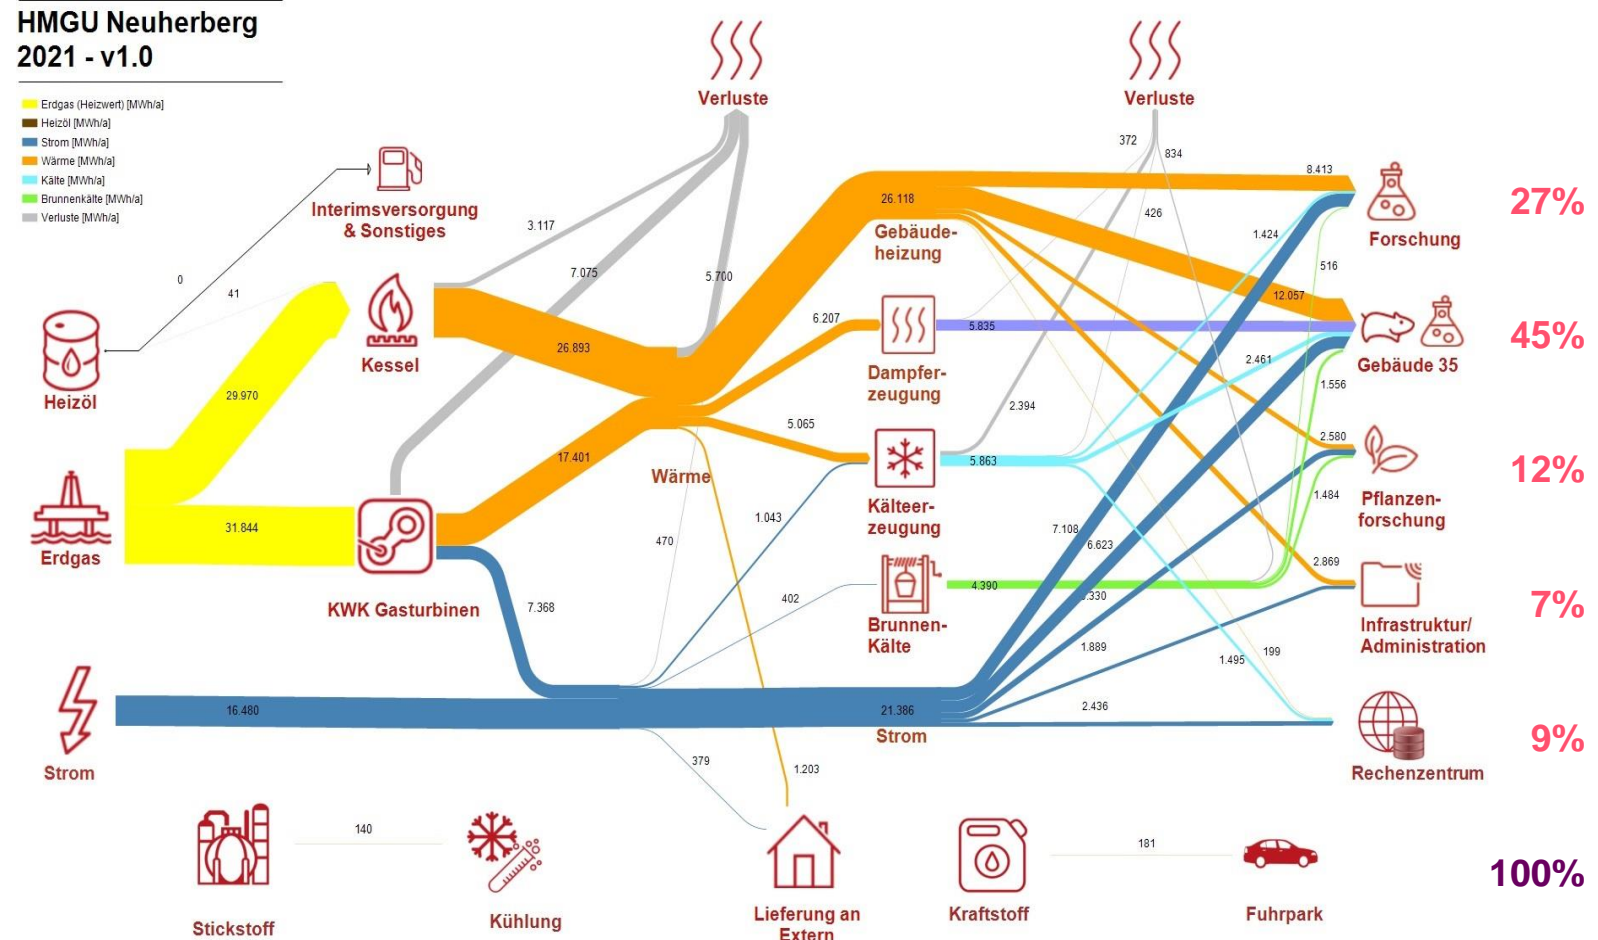 HMGU Neuherberg
2021 - v1.0
Erdgas (Heizwert) [MWh/a]
Heizöl [MWh/a]
Strom [MWh/a]
Wärme [MWh/a]
Kälte [MWh/a]
Brunnenkälte [MWh/a]
Verluste [MWh/a]
Verluste
Verluste
372
834
8.413
27%
Interimsversorgung
& Sonstiges
3.117
26.118
426
1.424
Gebäude-
heizung
Forschung
516
0
41
7.075
5.700
12.057
6.207
5.835
45%
Kessel
26.893
2.461
Gebäude 35
Dampfer-
zeugung
1.556
Heizöl
29.970
2.394
5.065
2.580
17.401
5.863
12%
Wärme
Kälteer-
zeugung
1.484
Pflanzen-
forschung
31.844
1.043
7.108
6.623
470
Erdgas
2.869
4.390
.330
402
7.368
7%
KWK Gasturbinen
Brunnen-
Kälte
Infrastruktur/
Administration
1.889
1.495
199
16.480
21.386
2.436
Strom
9%
379
1.203
Strom
Rechenzentrum
140
181
100%
Stickstoff
Kühlung
Lieferung an
Extern
Kraftstoff
Fuhrpark